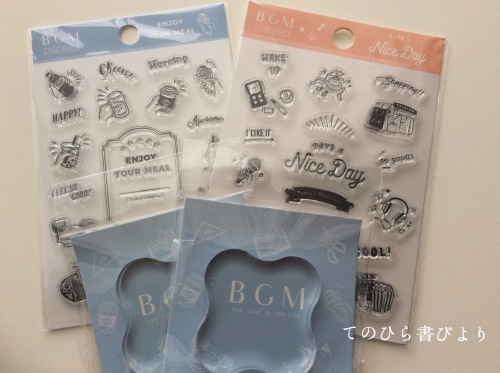 BGM
ENJOY
YOUR MEAL
Cheers!
Morning
HAPPY!
ENJOY
YOUR MEAL
I FEEL SO
GOOD!
BGM
HAVE A
Nice Day
MAKE
UP
Shopping!!
I LIKE IT
HAVE A
Nice Day
So good!
COOL!
BGM
BGM
FOR YOUR BETTER LIFE
てのひら書びより